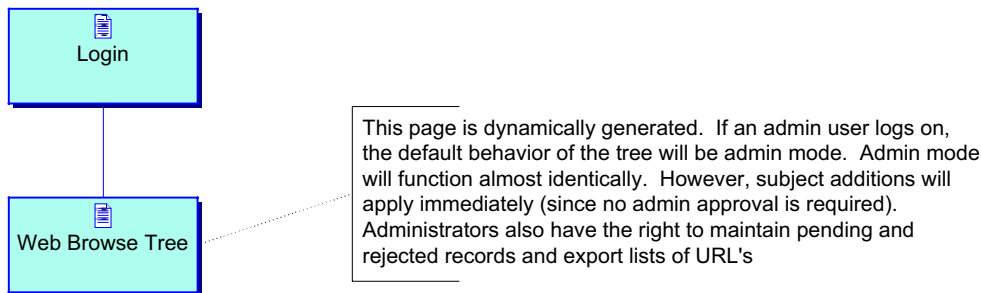 Login
This page is dynamically generated.  If an admin user logs on,
the default behavior of the tree will be admin mode.  Admin mode
will function almost identically.  However, subject additions will
apply immediately (since no admin approval is required).
Administrators also have the right to maintain pending and
rejected records and export lists of URL's
Web Browse Tree